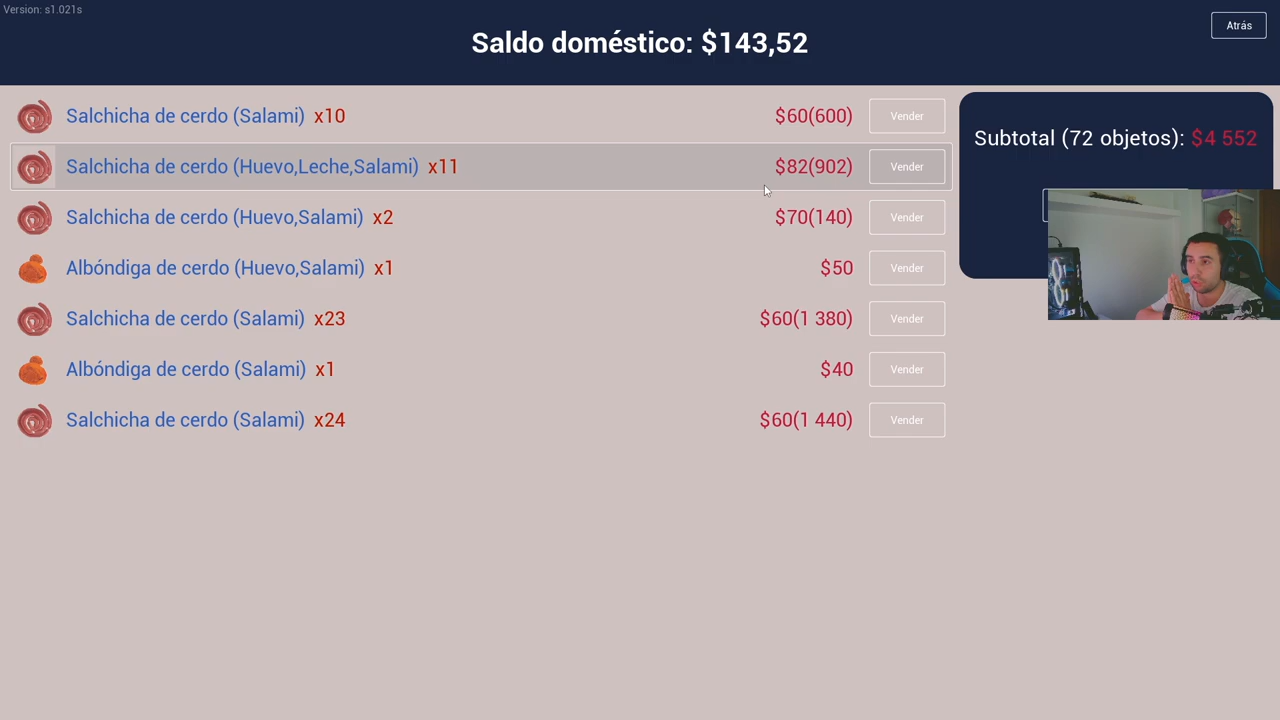 Version: s1.021s
Saldo doméstico: $143,52
Atrás
Salchicha de cerdo (Salami) x10 $60(600) Vender
Salchicha de cerdo (Huevo,Leche,Salami) x11 $82(902) Vender
Salchicha de cerdo (Huevo,Salami) x2 $70(140) Vender
Albóndiga de cerdo (Huevo,Salami) x1 $50 Vender
Salchicha de cerdo (Salami) x23 $60(1 380) Vender
Albóndiga de cerdo (Salami) x1 $40 Vender
Salchicha de cerdo (Salami) x24 $60(1 440) Vender
Subtotal (72 objetos): $4 552